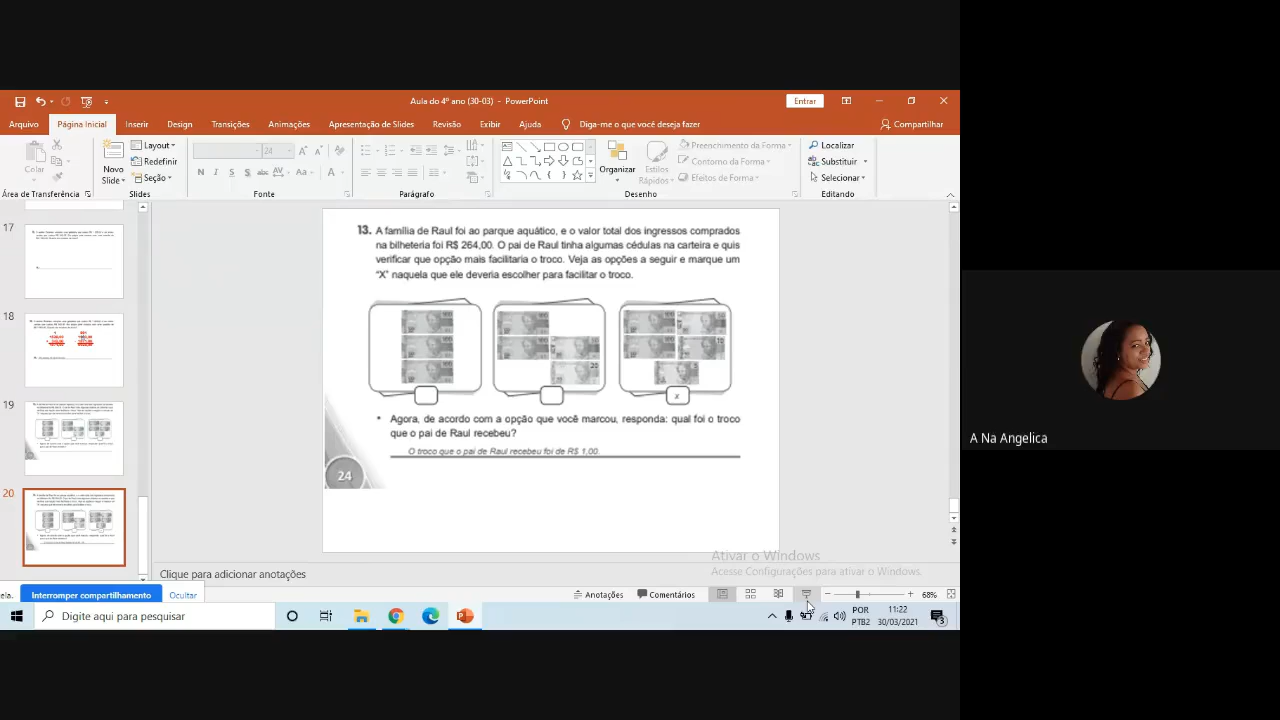 Aula do 4º ano (30-03) - PowerPoint
Entrar
Arquivo
Página Inicial
Inserir
Design
Transições
Animações
Apresentação de Slides
Revisão
Exibir
Ajuda
Diga-me o que você deseja fazer
Compartilhar
Colar
Novo
Slide
Layout
Redefinir
Seção
24
N
I
S
S
abc
AV
Aa
A
Organizar
Estilos
Rápidos
Preenchimento da Forma
Contorno da Forma
Efeitos de Forma
Localizar
Substituir
Selecionar
Área de Transferência
Slides
Fonte
Parágrafo
Desenho
Editando
17
18
19
20
13. A família de Raul foi ao parque aquático, e o valor total dos ingressos comprados
na bilheteria foi R$ 264,00. O pai de Raul tinha algumas cédulas na carteira e quis
verificar que opção mais facilitaria o troco. Veja as opções a seguir e marque um
“X” naquela que ele deveria escolher para facilitar o troco.
x
• Agora, de acordo com a opção que você marcou, responda: qual foi o troco
que o pai de Raul recebeu?
O troco que o pai de Raul recebeu foi de R$ 1,00.
24
Ativar o Windows
Acesse Configurações para ativar o Windows.
Clique para adicionar anotações
ela.
Interromper compartilhamento
Ocultar
Anotações
Comentários
68%
Digite aqui para pesquisar
POR
PTB2
11:22
30/03/2021
3
A Na Angelica